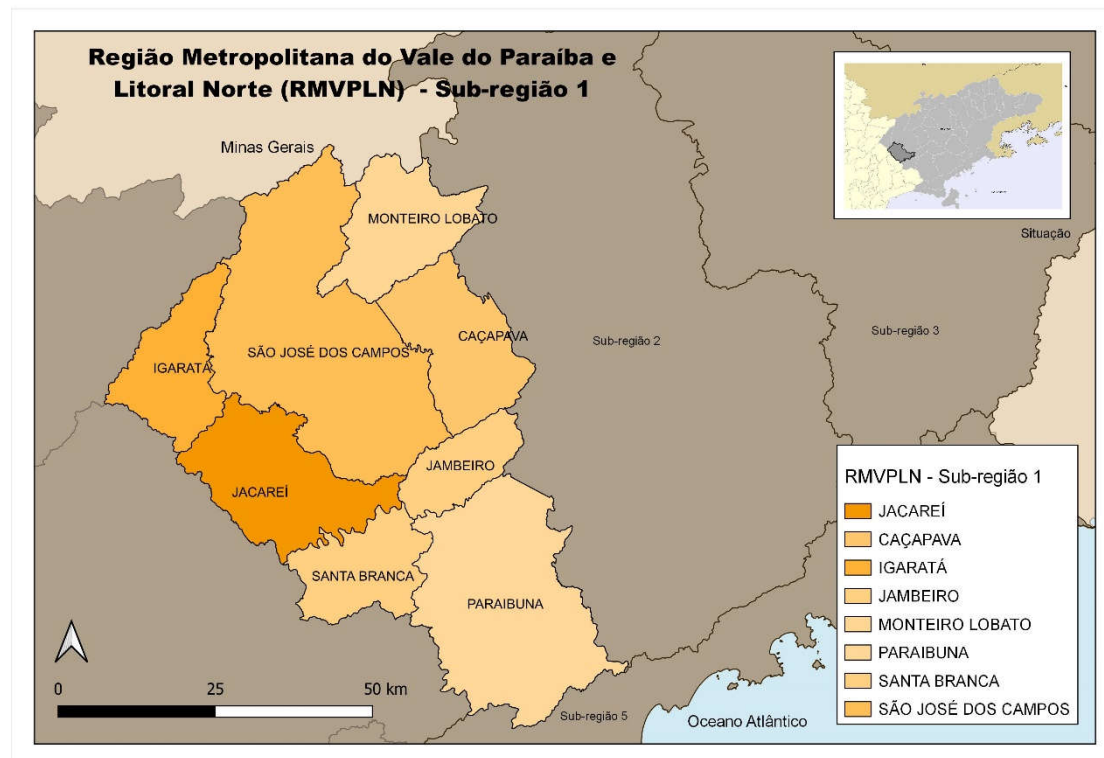 Região Metropolitana do Vale do Paraíba e
Litoral Norte (RMVPLN) - Sub-região 1
Minas Gerais
MONTEIRO LOBATO
Situação
CAÇAPAVA
Sub-região 2
Sub-região 3
SÃO JOSÉ DOS CAMPOS
IGARATÁ
JAMBEIRO
JACAREÍ
SANTA BRANCA
PARAIBUNA
Sub-região 5
Oceano Atlântico
0 25 50 km
RMVPLN - Sub-região 1
JACAREÍ
CAÇAPAVA
IGARATÁ
JAMBEIRO
MONTEIRO LOBATO
PARAIBUNA
SANTA BRANCA
SÃO JOSÉ DOS CAMPOS